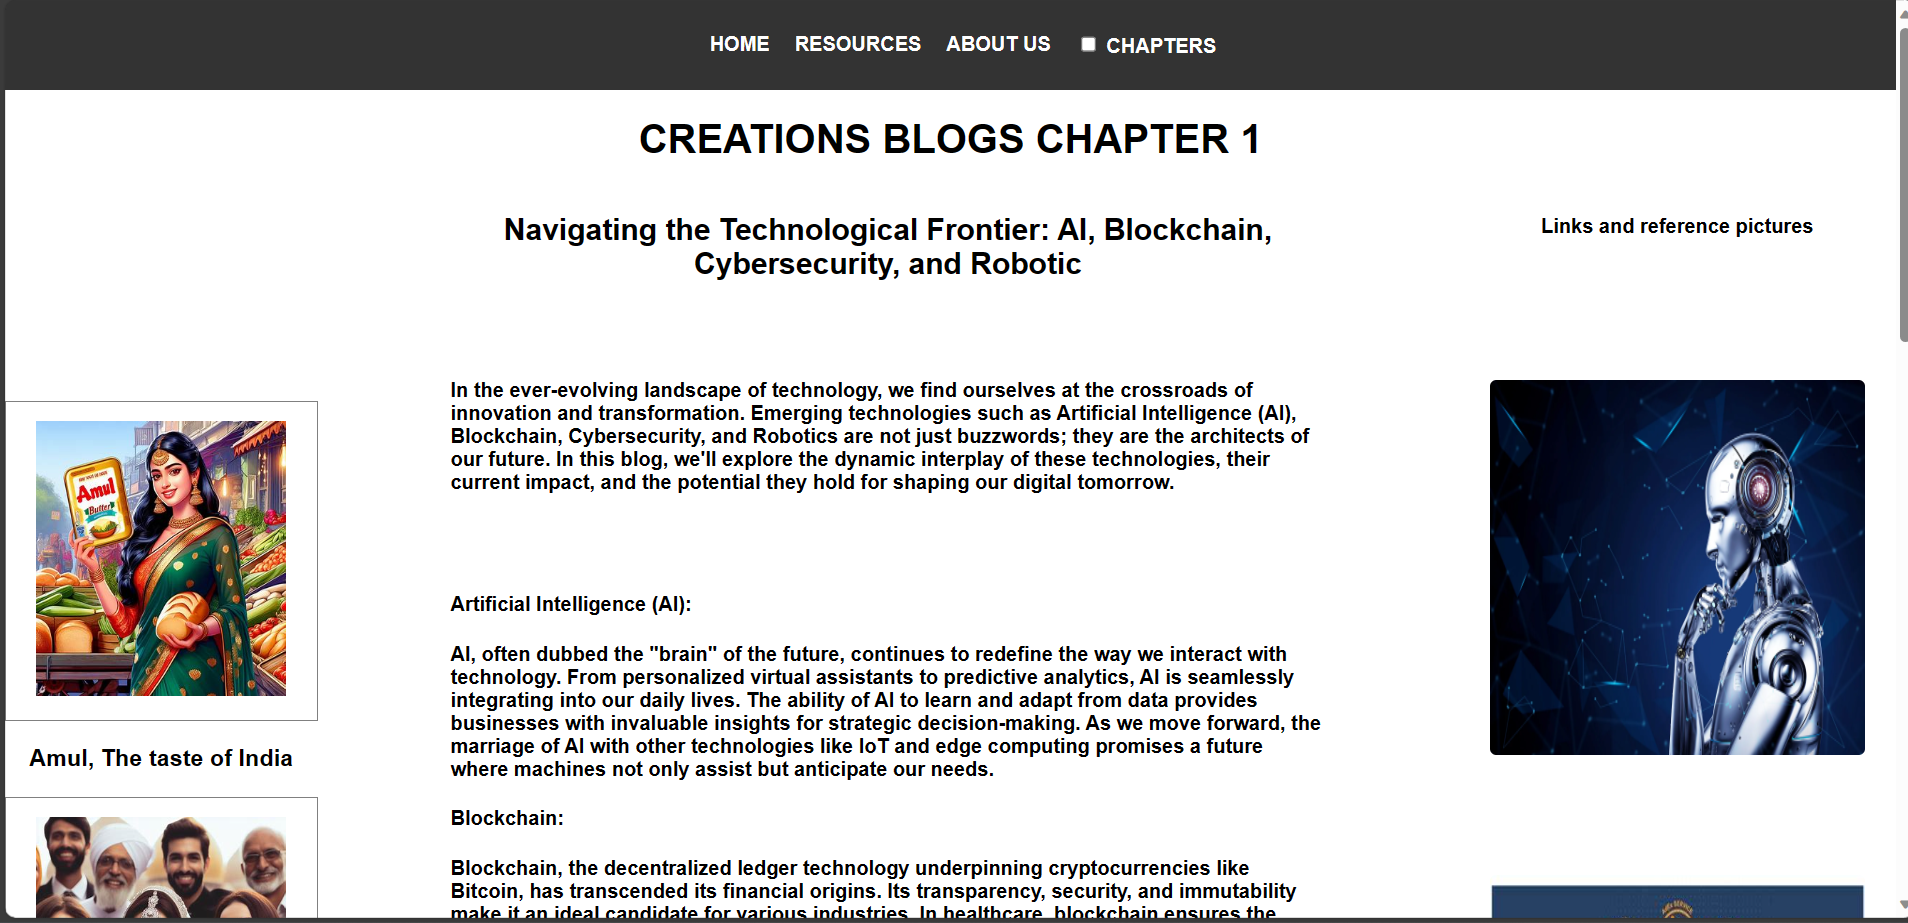 HOME RESOURCES ABOUT US CHAPTERS
CREATIONS BLOGS CHAPTER 1
Navigating the Technological Frontier: AI, Blockchain,
Cybersecurity, and Robotic
Links and reference pictures
In the ever-evolving landscape of technology, we find ourselves at the crossroads of
innovation and transformation. Emerging technologies such as Artificial Intelligence (AI),
Blockchain, Cybersecurity, and Robotics are not just buzzwords; they are the architects of
our future. In this blog, we'll explore the dynamic interplay of these technologies, their
current impact, and the potential they hold for shaping our digital tomorrow.
Amul
Butter
Artificial Intelligence (AI):
AI, often dubbed the "brain" of the future, continues to redefine the way we interact with
technology. From personalized virtual assistants to predictive analytics, AI is seamlessly
integrating into our daily lives. The ability of AI to learn and adapt from data provides
businesses with invaluable insights for strategic decision-making. As we move forward, the
marriage of AI with other technologies like IoT and edge computing promises a future
where machines not only assist but anticipate our needs.
Amul, The taste of India
Blockchain:
Blockchain, the decentralized ledger technology underpinning cryptocurrencies like
Bitcoin, has transcended its financial origins. Its transparency, security, and immutability
make it an ideal candidate for various industries. In healthcare, blockchain ensures the